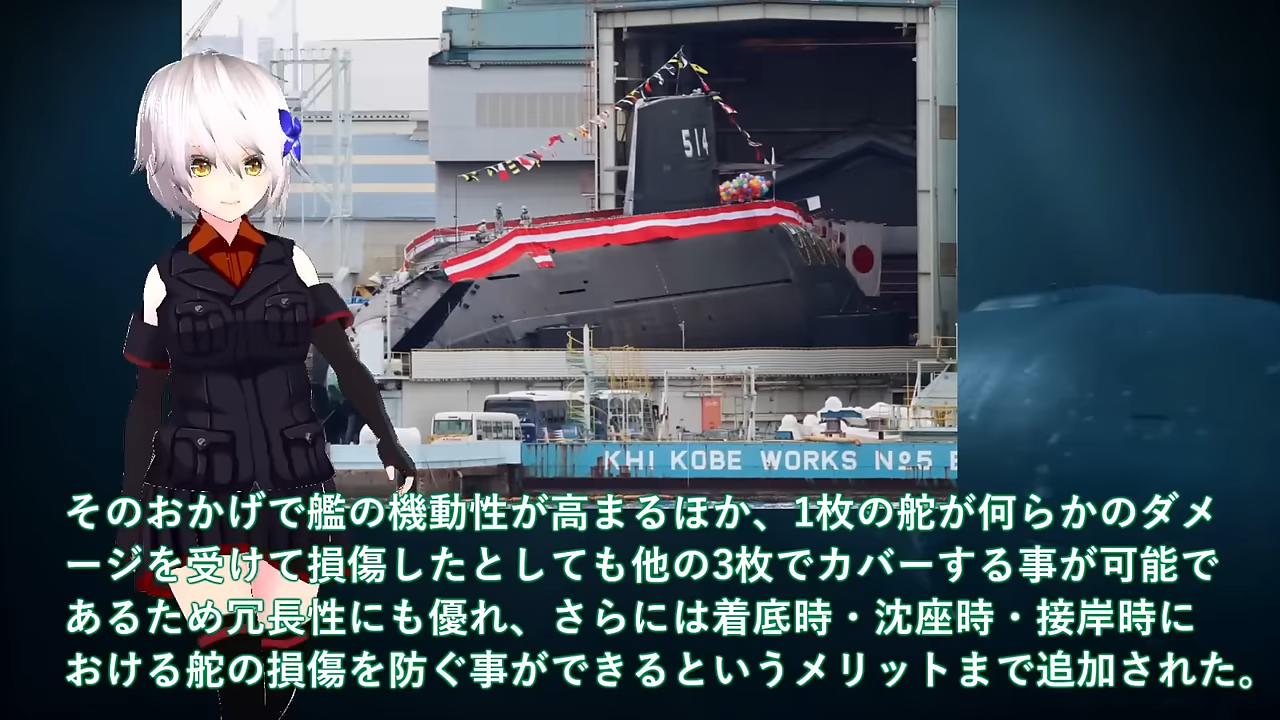 514
KHI KOBE WORKS Nº5
そのおかげで艦の機動性が高まるほか、1枚の舵が何らかのダメ
ージを受けて損傷したとしても他の3枚でカバーする事が可能で
あるため冗長性にも優れ、さらには着底時・沈座時・接岸時に
おける舵の損傷を防ぐ事ができるというメリットまで追加された。